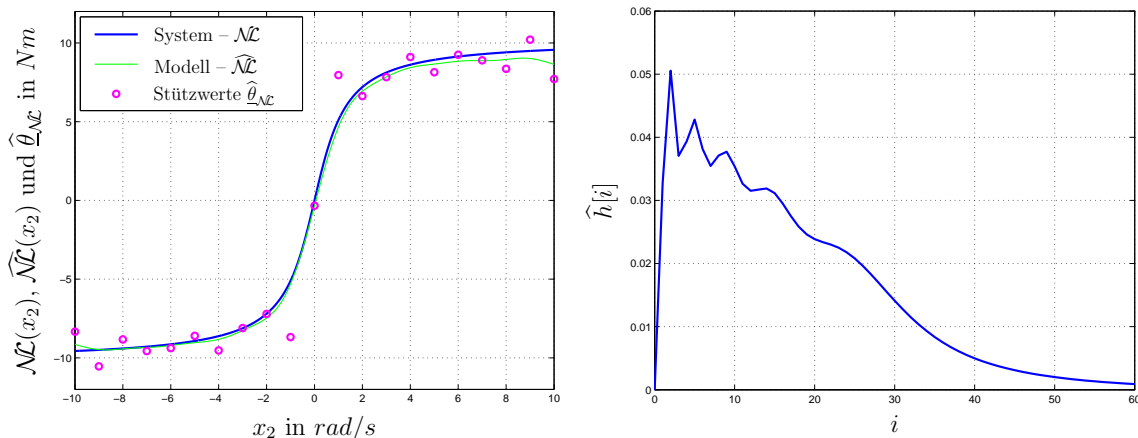 𝒩ℒ(x₂), 𝒩ℒ̂(x₂) und θ̲̂_𝒩ℒ in Nm
System – 𝒩ℒ
Modell – 𝒩ℒ̂
Stützwerte θ̲̂_𝒩ℒ
10
5
0
−5
−10
−10 −8 −6 −4 −2 0 2 4 6 8 10
x₂ in rad/s
ĥ[i]
0.06
0.05
0.04
0.03
0.02
0.01
0
0 10 20 30 40 50 60
i